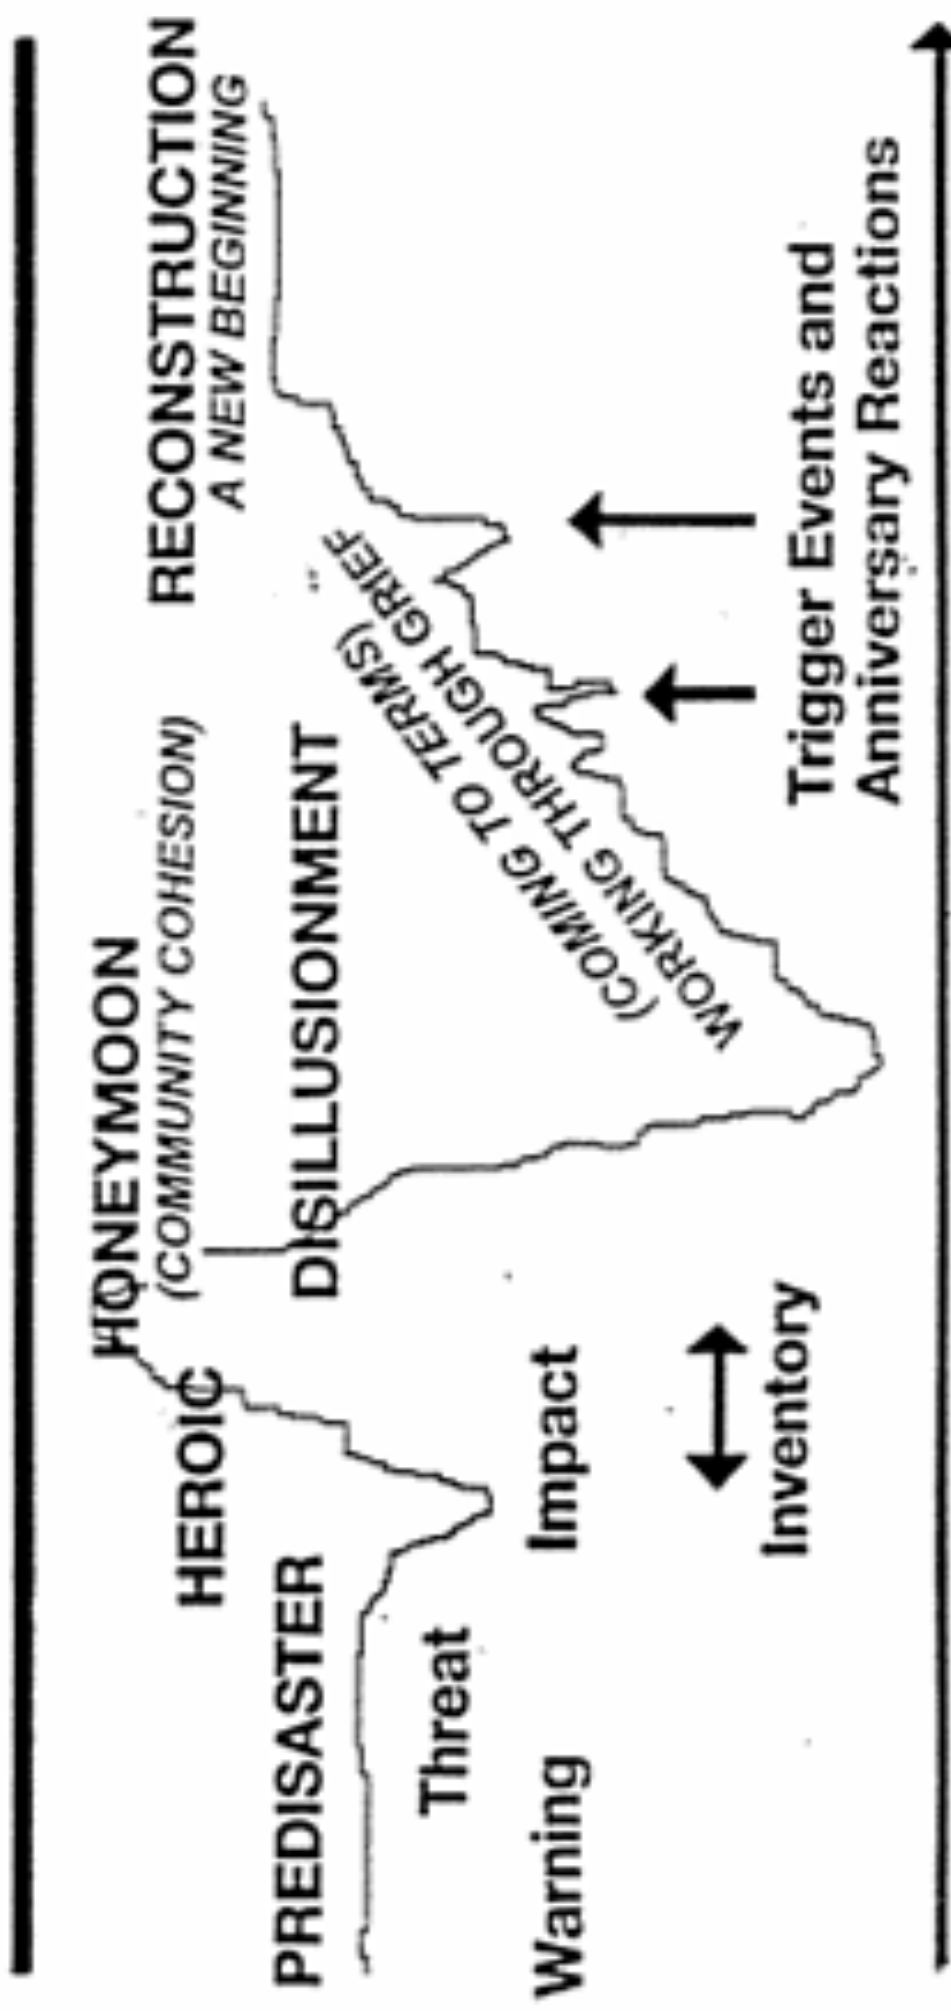 HONEYMOON
(COMMUNITY COHESION)
RECONSTRUCTION
A NEW BEGINNING
HEROIC
PREDISASTER
DISILLUSIONMENT
(COMING TO TERMS)
WORKING THROUGH GRIEF
Threat
Warning
Impact
Inventory
Trigger Events and
Anniversary Reactions